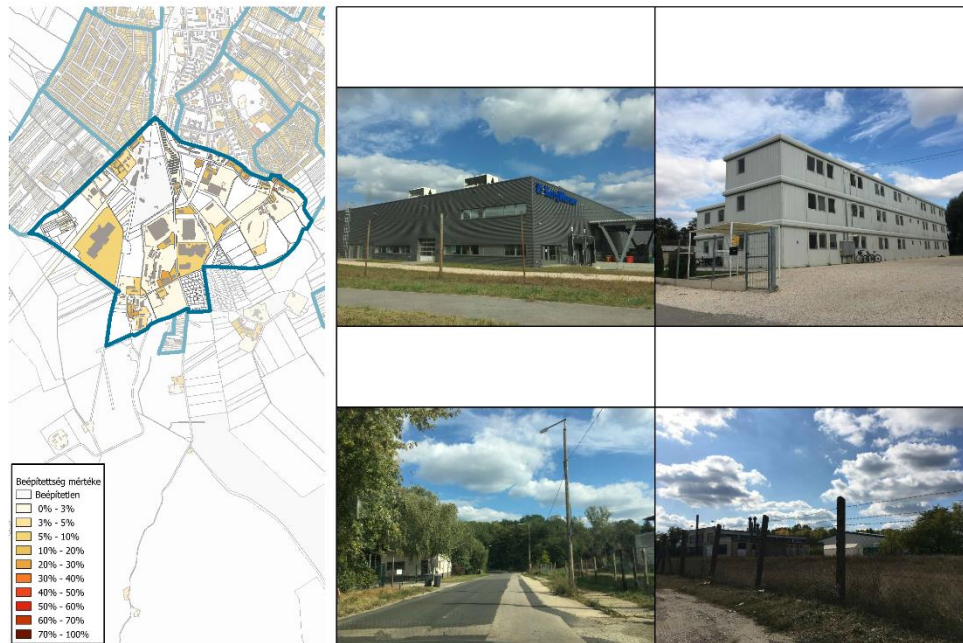 Beépítettség mértéke
Beépítetlen
0% - 3%
3% - 5%
5% - 10%
10% - 20%
20% - 30%
30% - 40%
40% - 50%
50% - 60%
60% - 70%
70% - 100%